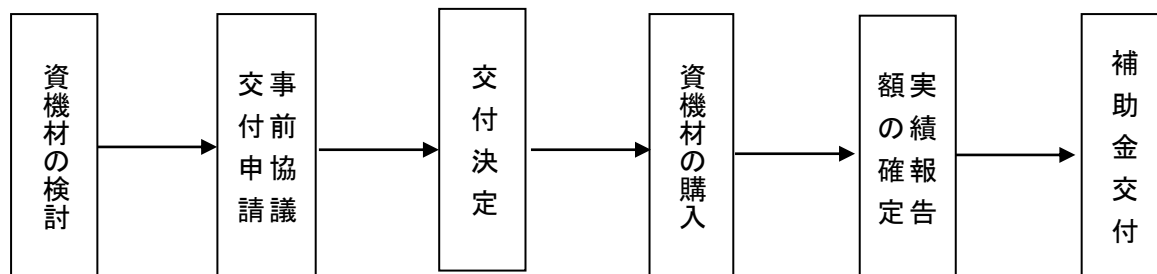 資機材の検討
事前協議
交付申請
交付決定
資機材の購入
実績報告
額の確定
補助金交付